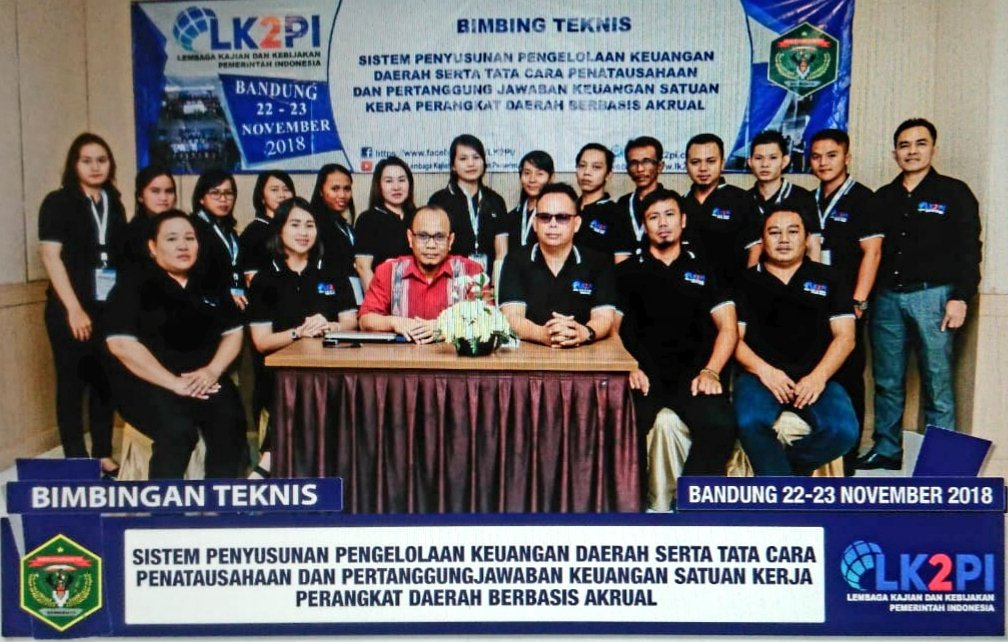 LK2PI
LEMBAGA KAJIAN DAN KEBIJAKAN
PEMERINTAH INDONESIA
BANDUNG
22 - 23
NOVEMBER
2018
BIMBING TEKNIS
SISTEM PENYUSUNAN PENGELOLAAN KEUANGAN
DAERAH SERTA TATA CARA PENATAUSAHAAN
DAN PERTANGGUNG JAWABAN KEUANGAN SATUAN
KERJA PERANGKAT DAERAH BERBASIS AKRUAL
BIMBINGAN TEKNIS
BANDUNG 22-23 NOVEMBER 2018
SISTEM PENYUSUNAN PENGELOLAAN KEUANGAN DAERAH SERTA TATA CARA
PENATAUSAHAAN DAN PERTANGGUNGJAWABAN KEUANGAN SATUAN KERJA
PERANGKAT DAERAH BERBASIS AKRUAL
LK2PI
LEMBAGA KAJIAN DAN KEBIJAKAN
PEMERINTAH INDONESIA